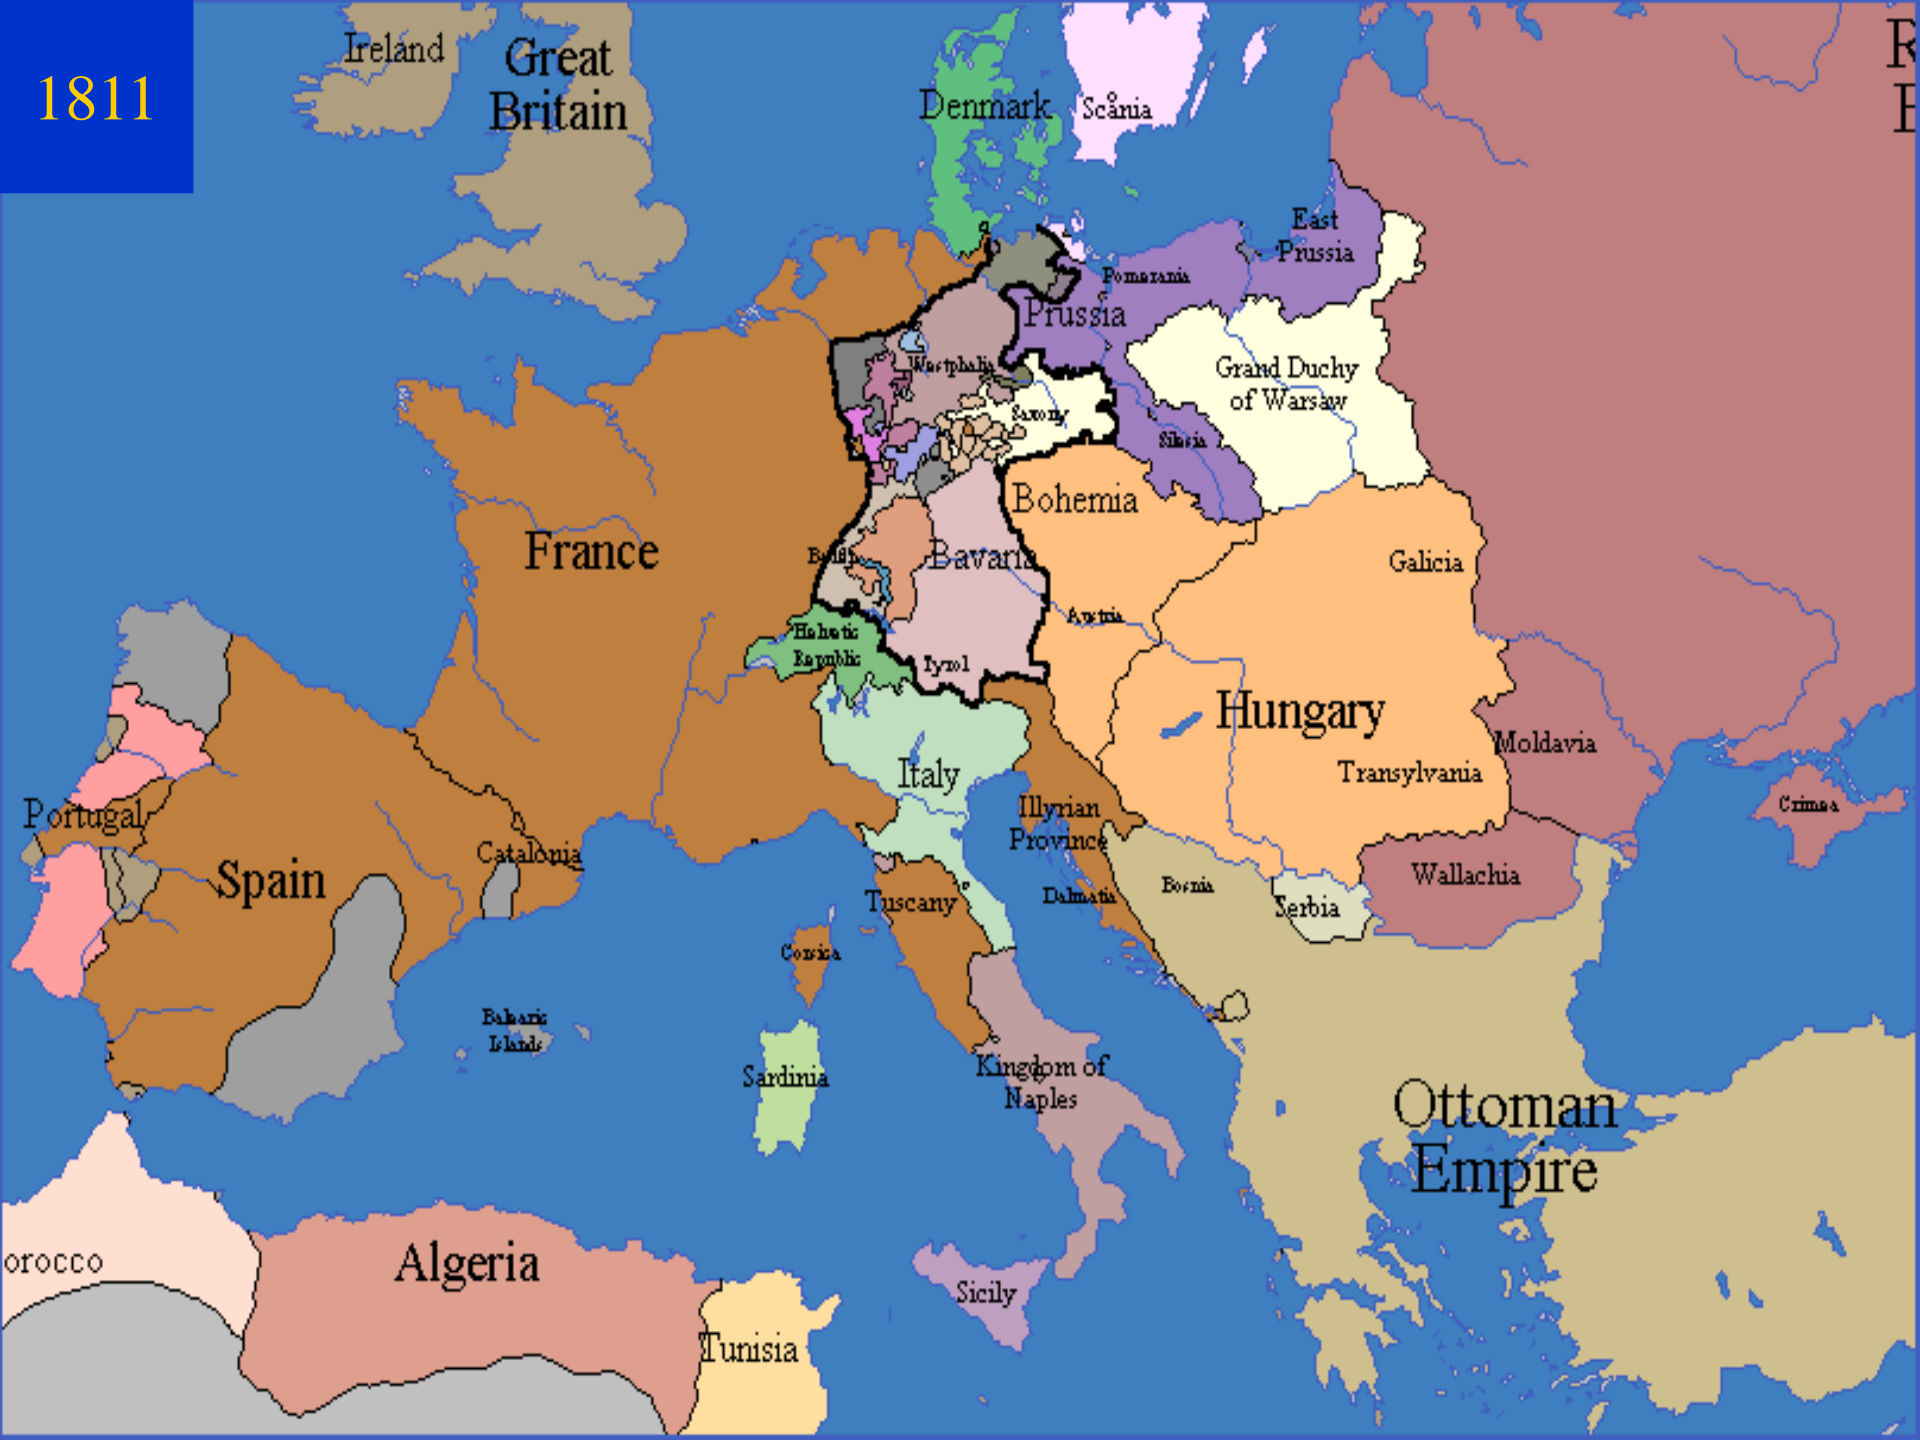 1811
Ireland
Great
Britain
Denmark
Scånia
R
E
East
Prussia
Pomerania
Prussia
Westphalia
Grand Duchy
of Warsaw
Saxony
Silesia
Bohemia
France
Baden
Bavaria
Galicia
Austria
Helvetic
Republic
Tyrol
Hungary
Moldavia
Italy
Transylvania
Illyrian
Province
Crimea
Portugal
Catalonia
Spain
Wallachia
Bosnia
Serbia
Tuscany
Dalmatia
Corsica
Balearic
Islands
Sardinia
Kingdom of
Naples
Ottoman
Empire
orocco
Algeria
Sicily
Tunisia